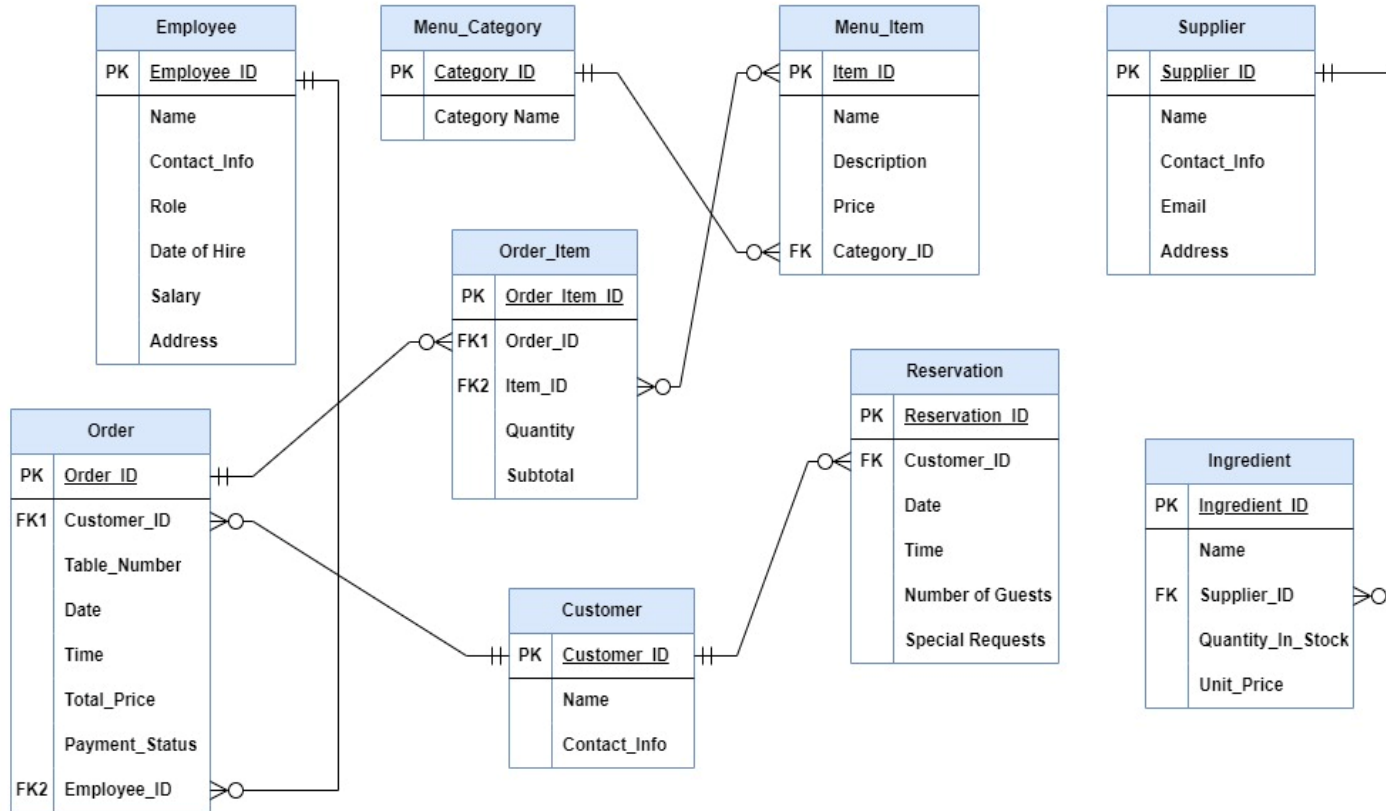 Employee
PK Employee_ID
Name
Contact_Info
Role
Date of Hire
Salary
Address
Menu_Category
PK Category_ID
Category Name
Menu_Item
PK Item_ID
Name
Description
Price
FK Category_ID
Supplier
PK Supplier_ID
Name
Contact_Info
Email
Address
Order_Item
PK Order_Item_ID
FK1 Order_ID
FK2 Item_ID
Quantity
Subtotal
Reservation
PK Reservation_ID
FK Customer_ID
Date
Time
Number of Guests
Special Requests
Order
PK Order_ID
FK1 Customer_ID
Table_Number
Date
Time
Total_Price
Payment_Status
FK2 Employee_ID
Customer
PK Customer_ID
Name
Contact_Info
Ingredient
PK Ingredient_ID
Name
FK Supplier_ID
Quantity_In_Stock
Unit_Price